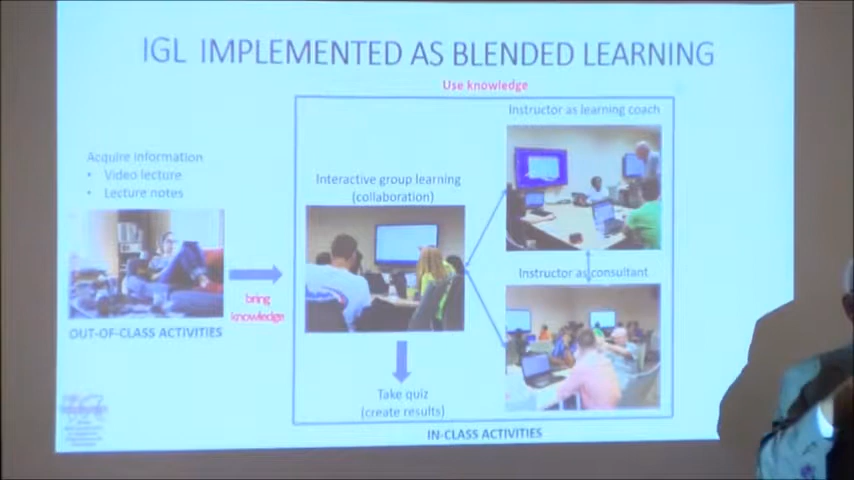 IGL IMPLEMENTED AS BLENDED LEARNING
Use knowledge
Instructor as learning coach
Acquire information
• Video lecture
• Lecture notes
Interactive group learning
(collaboration)
Instructor as consultant
bring
knowledge
OUT-OF-CLASS ACTIVITIES
Take quiz
(create results)
IN-CLASS ACTIVITIES